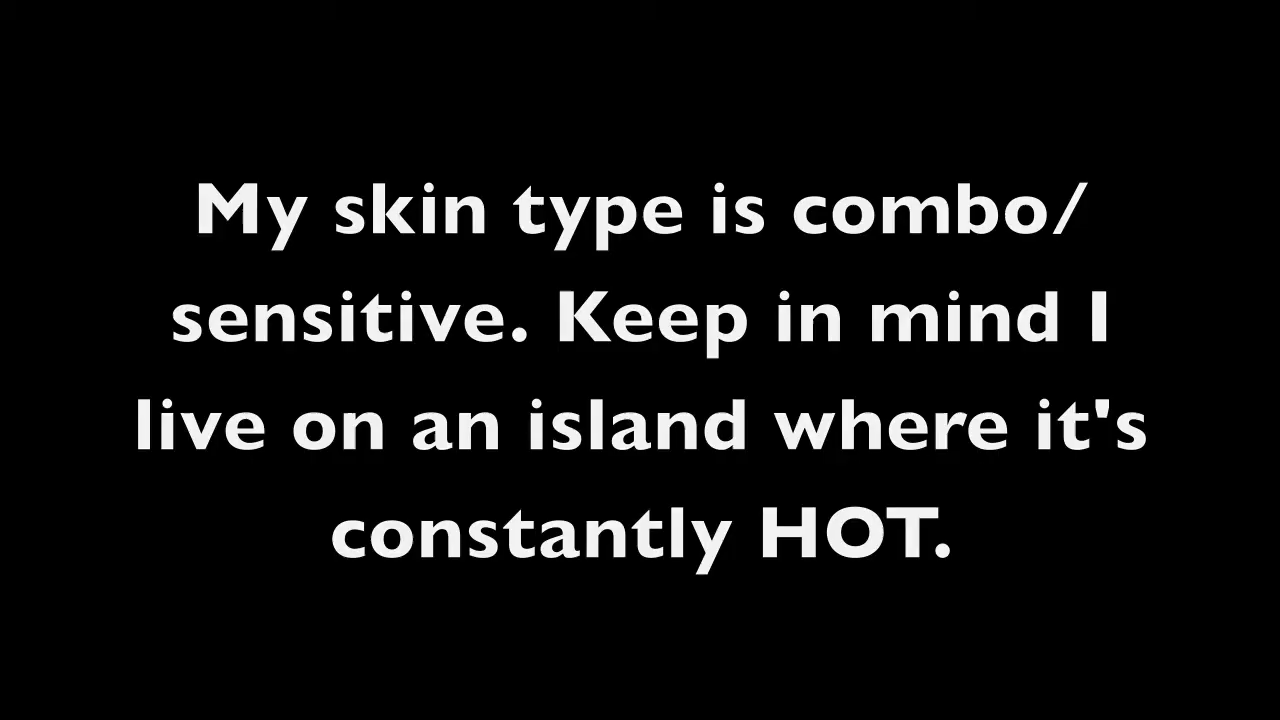 My skin type is combo/
sensitive. Keep in mind I
live on an island where it's
constantly HOT.